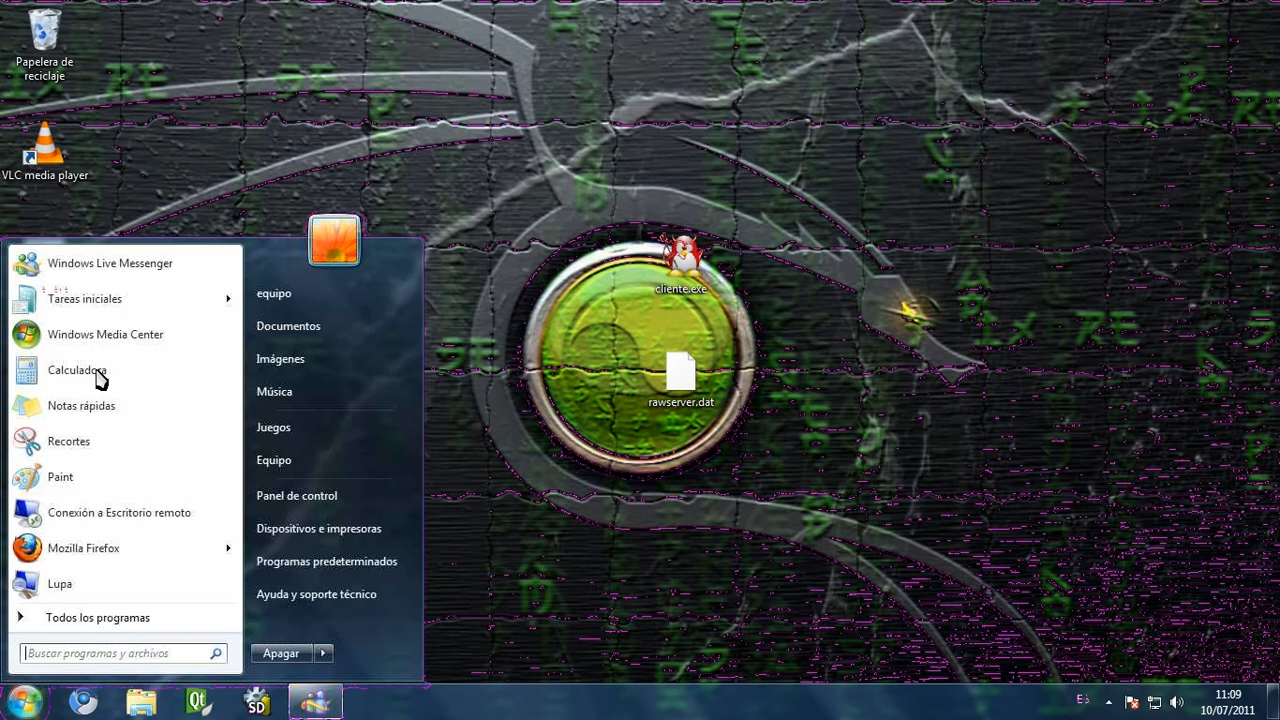 Papelera de
reciclaje
VLC media player
cliente.exe
rawserver.dat
Windows Live Messenger
Tareas iniciales
Windows Media Center
Calculadora
Notas rápidas
Recortes
Paint
Conexión a Escritorio remoto
Mozilla Firefox
Lupa
Todos los programas
Buscar programas y archivos
equipo
Documentos
Imágenes
Música
Juegos
Equipo
Panel de control
Dispositivos e impresoras
Programas predeterminados
Ayuda y soporte técnico
Apagar
Qt
SD
ES
11:09
10/07/2011